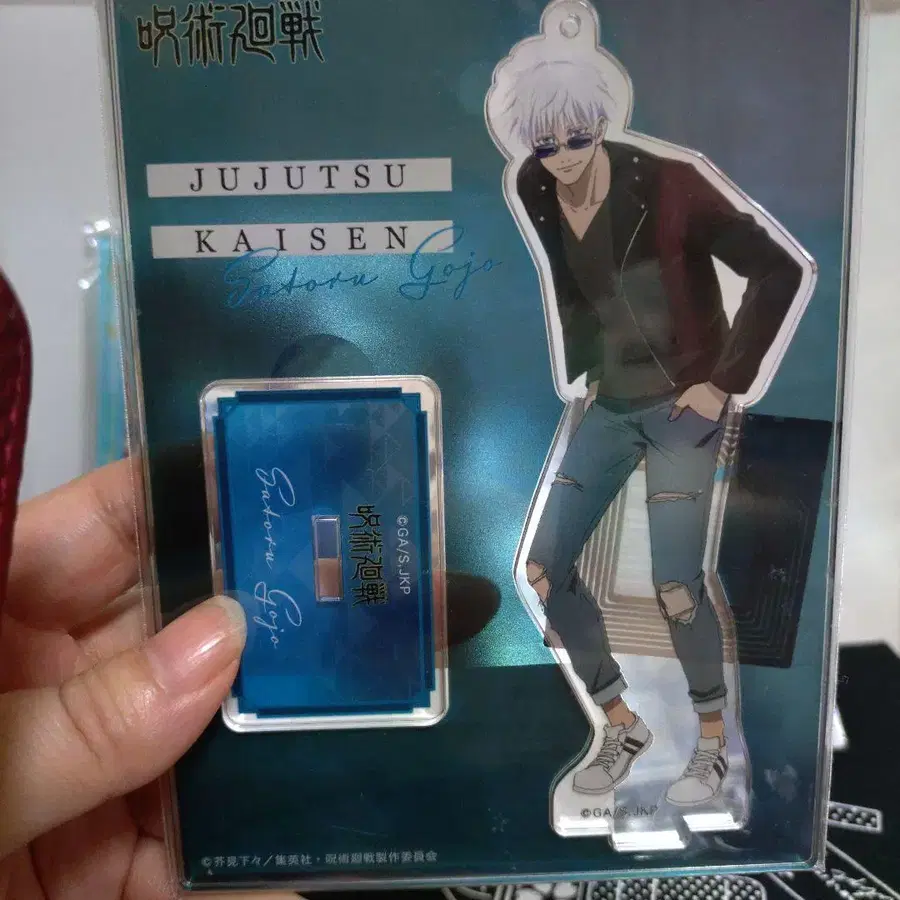 呪術廻戦
JUJUTSU
KAISEN
Satoru Gojo
©GA/S,JKP
呪術廻戦
Satoru Gojo
©GA/S,JKP
©芥見下々／集英社・呪術廻戦製作委員会